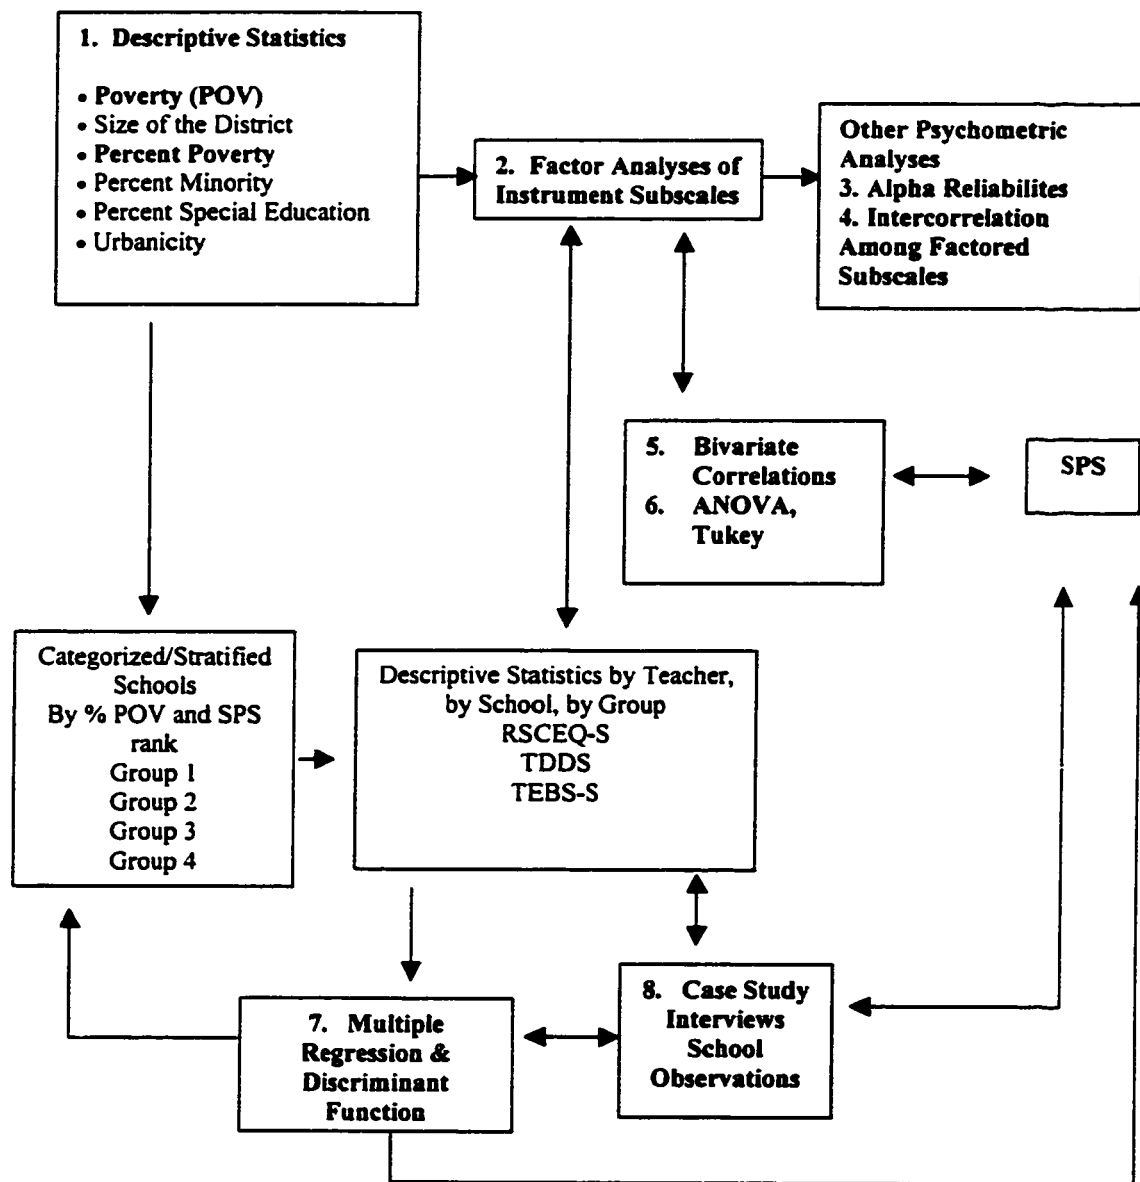 1. Descriptive Statistics
• Poverty (POV)
• Size of the District
• Percent Poverty
• Percent Minority
• Percent Special Education
• Urbanicity
2. Factor Analyses of
Instrument Subscales
Other Psychometric
Analyses
3. Alpha Reliabilites
4. Intercorrelation
Among Factored
Subscales
5. Bivariate
Correlations
6. ANOVA,
Tukey
SPS
Categorized/Stratified
Schools
By % POV and SPS
rank
Group 1
Group 2
Group 3
Group 4
Descriptive Statistics by Teacher,
by School, by Group
RSCEQ-S
TDDS
TEBS-S
7. Multiple
Regression &
Discriminant
Function
8. Case Study
Interviews
School
Observations